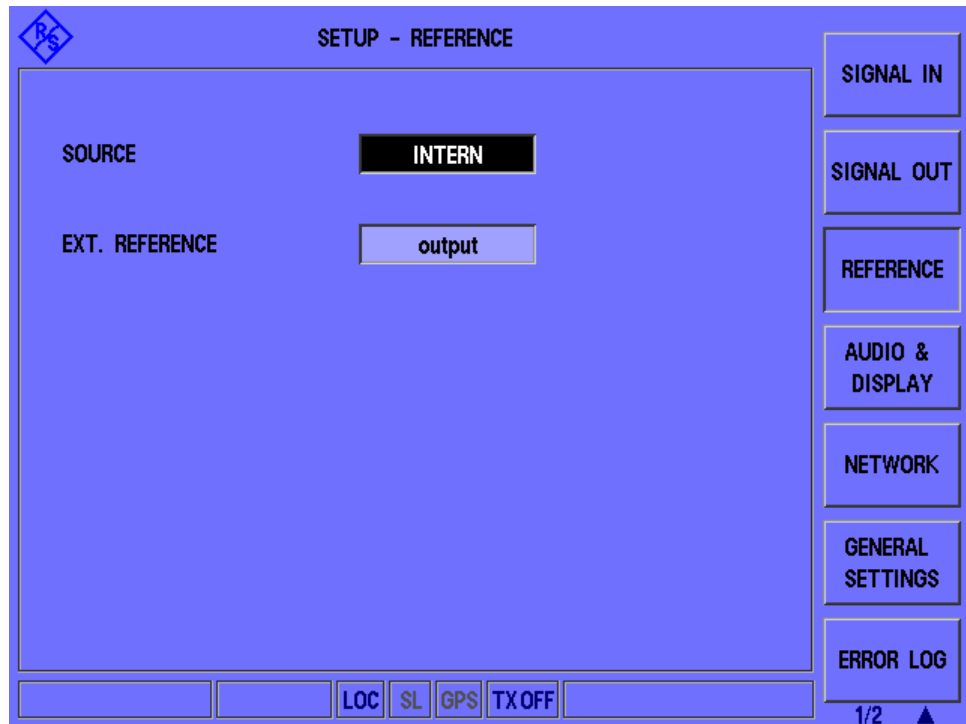 R&S
SETUP - REFERENCE
SOURCE
INTERN
EXT. REFERENCE
output
SIGNAL IN
SIGNAL OUT
REFERENCE
AUDIO &
DISPLAY
NETWORK
GENERAL
SETTINGS
ERROR LOG
LOC
SL
GPS
TX OFF
1/2